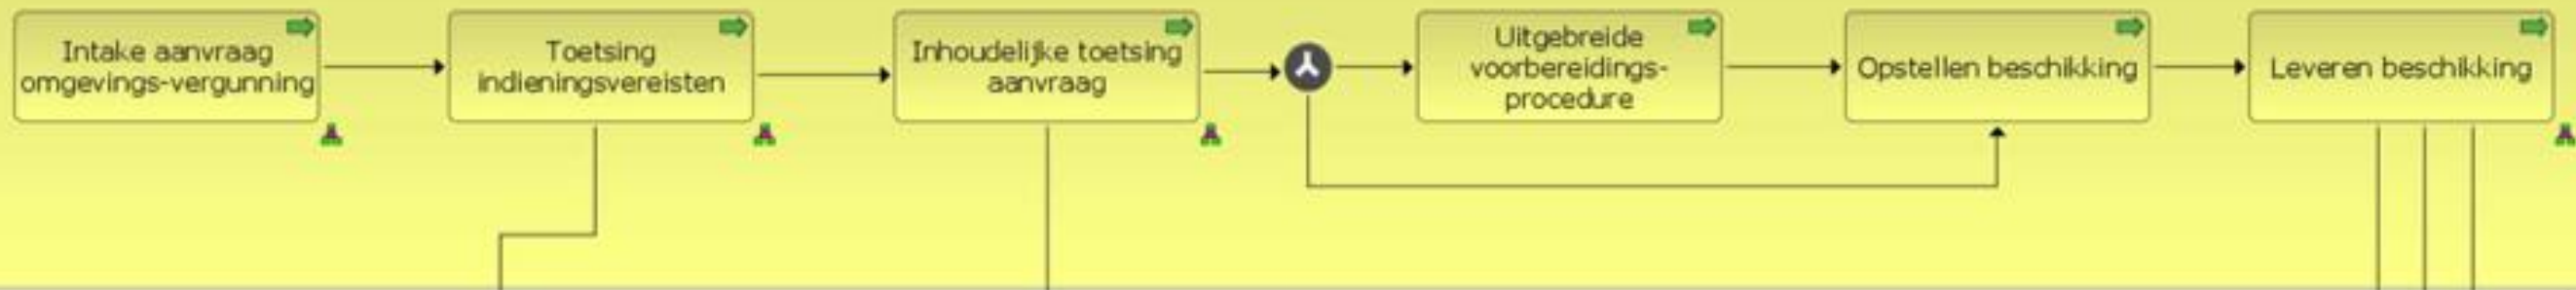 Intake aanvraag
omgevings-vergunning
Toetsing
indieningsvereisten
Inhoudelijke toetsing
aanvraag
Uitgebreide
voorbereidings-
procedure
Opstellen beschikking
Leveren beschikking